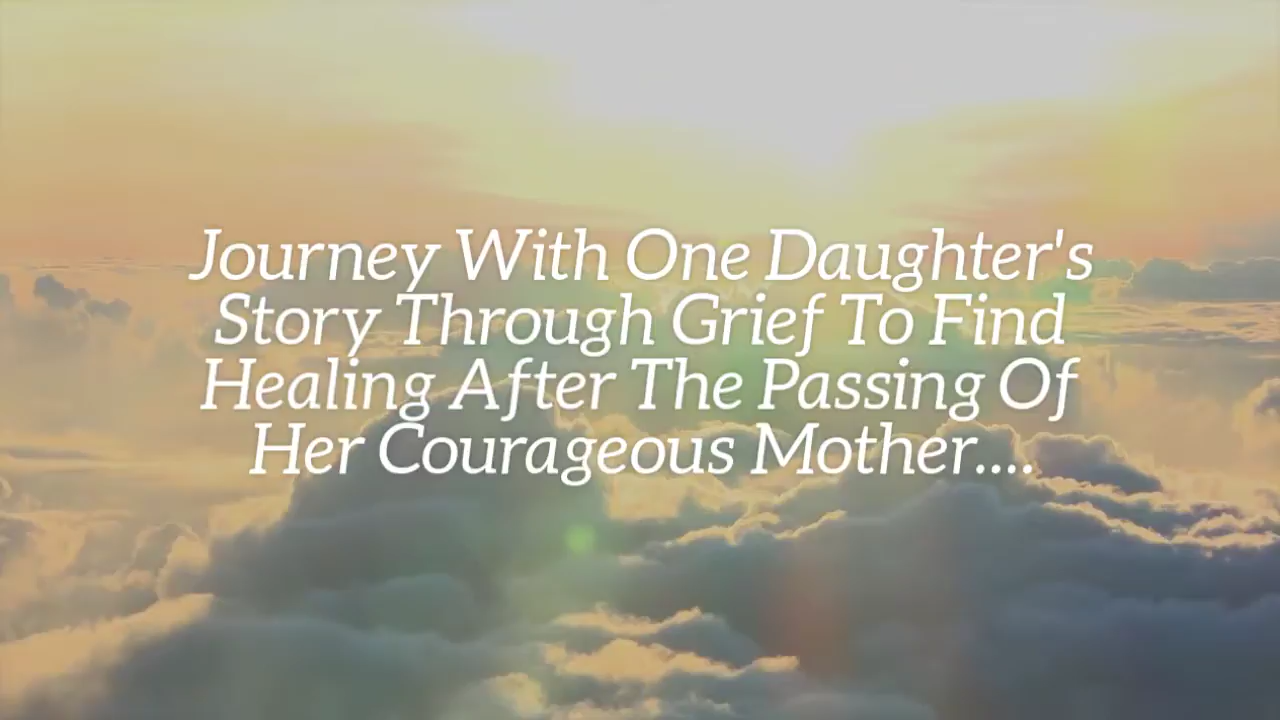 Journey With One Daughter's
Story Through Grief To Find
Healing After The Passing Of
Her Courageous Mother....